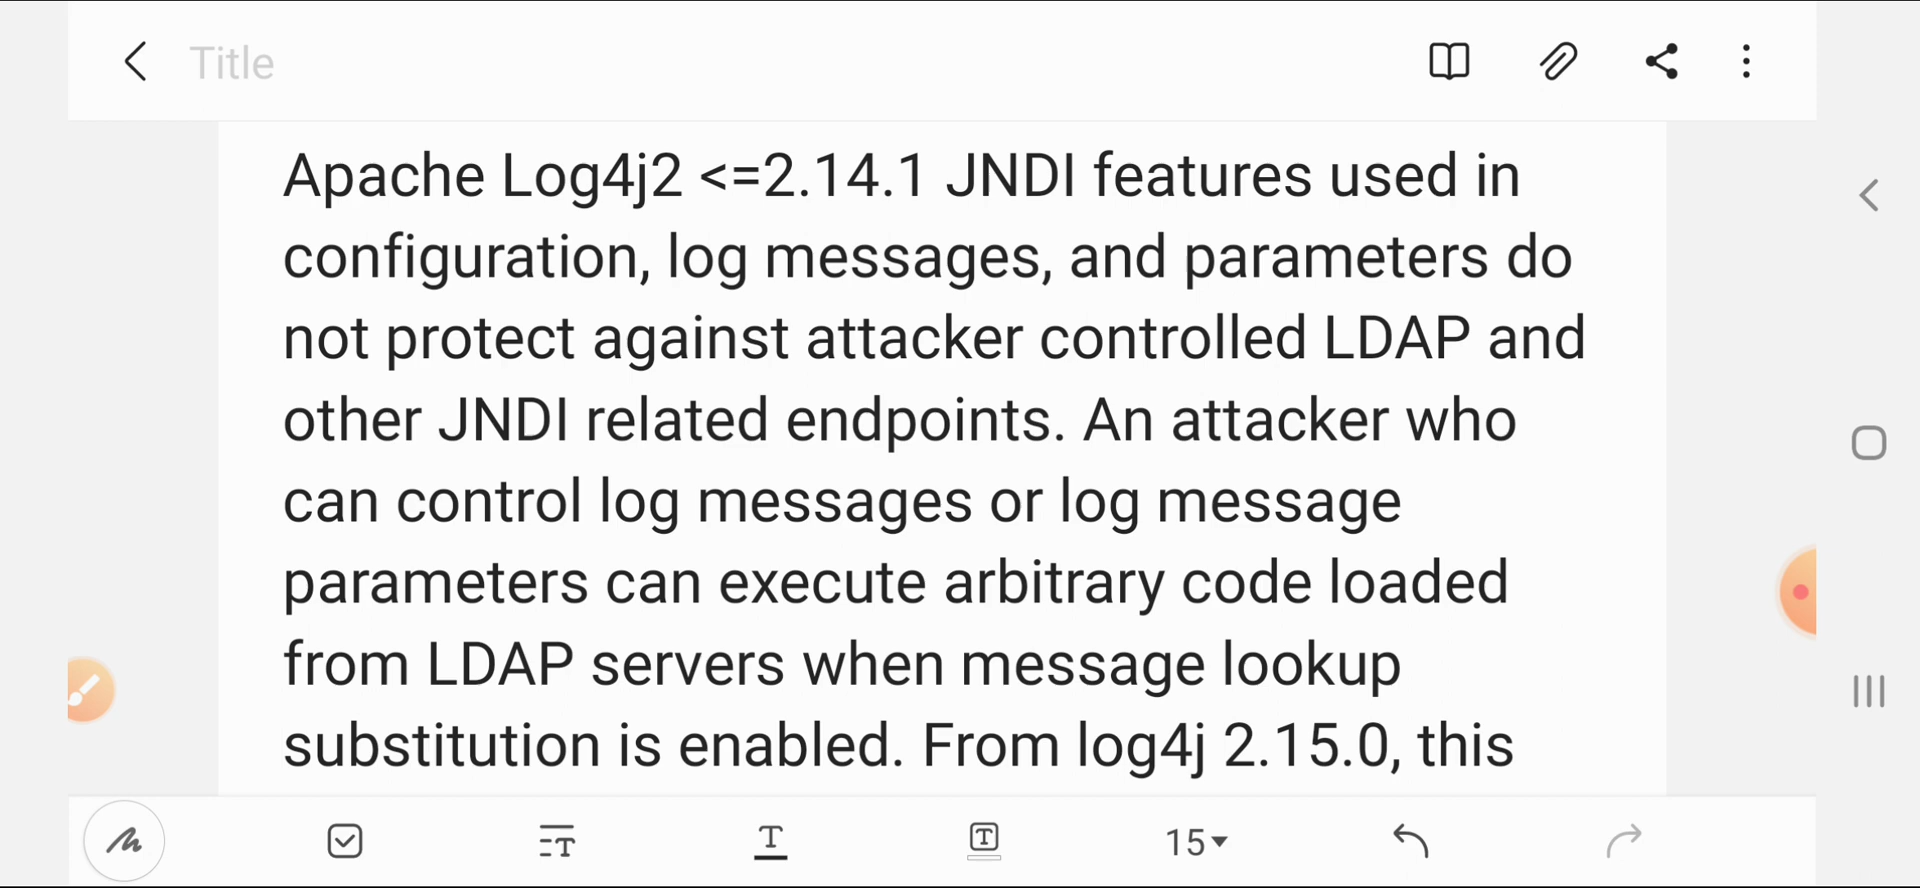 Title
Apache Log4j2 <=2.14.1 JNDI features used in
configuration, log messages, and parameters do
not protect against attacker controlled LDAP and
other JNDI related endpoints. An attacker who
can control log messages or log message
parameters can execute arbitrary code loaded
from LDAP servers when message lookup
substitution is enabled. From log4j 2.15.0, this
15